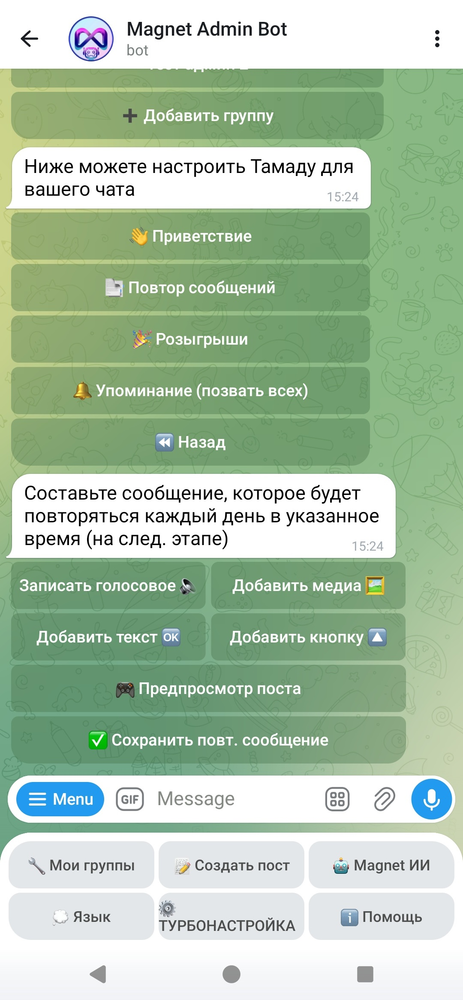 Magnet Admin Bot
bot
➕ Добавить группу
Ниже можете настроить Тамаду для
вашего чата
15:24
👋 Приветствие
Повтор сообщений
🎉 Розыгрыши
🔔 Упоминание (позвать всех)
⏪ Назад
Составьте сообщение, которое будет
повторяться каждый день в указанное
время (на след. этапе)
15:24
Записать голосовое 🔈
Добавить медиа 🖼
Добавить текст 🆗
Добавить кнопку 🔼
🎮 Предпросмотр поста
✅ Сохранить повт. сообщение
Menu
GIF
Message
🔧 Мои группы
📝 Создать пост
🤖 Magnet ИИ
💭 Язык
⚙️
ТУРБОНАСТРОЙКА
ℹ️ Помощь